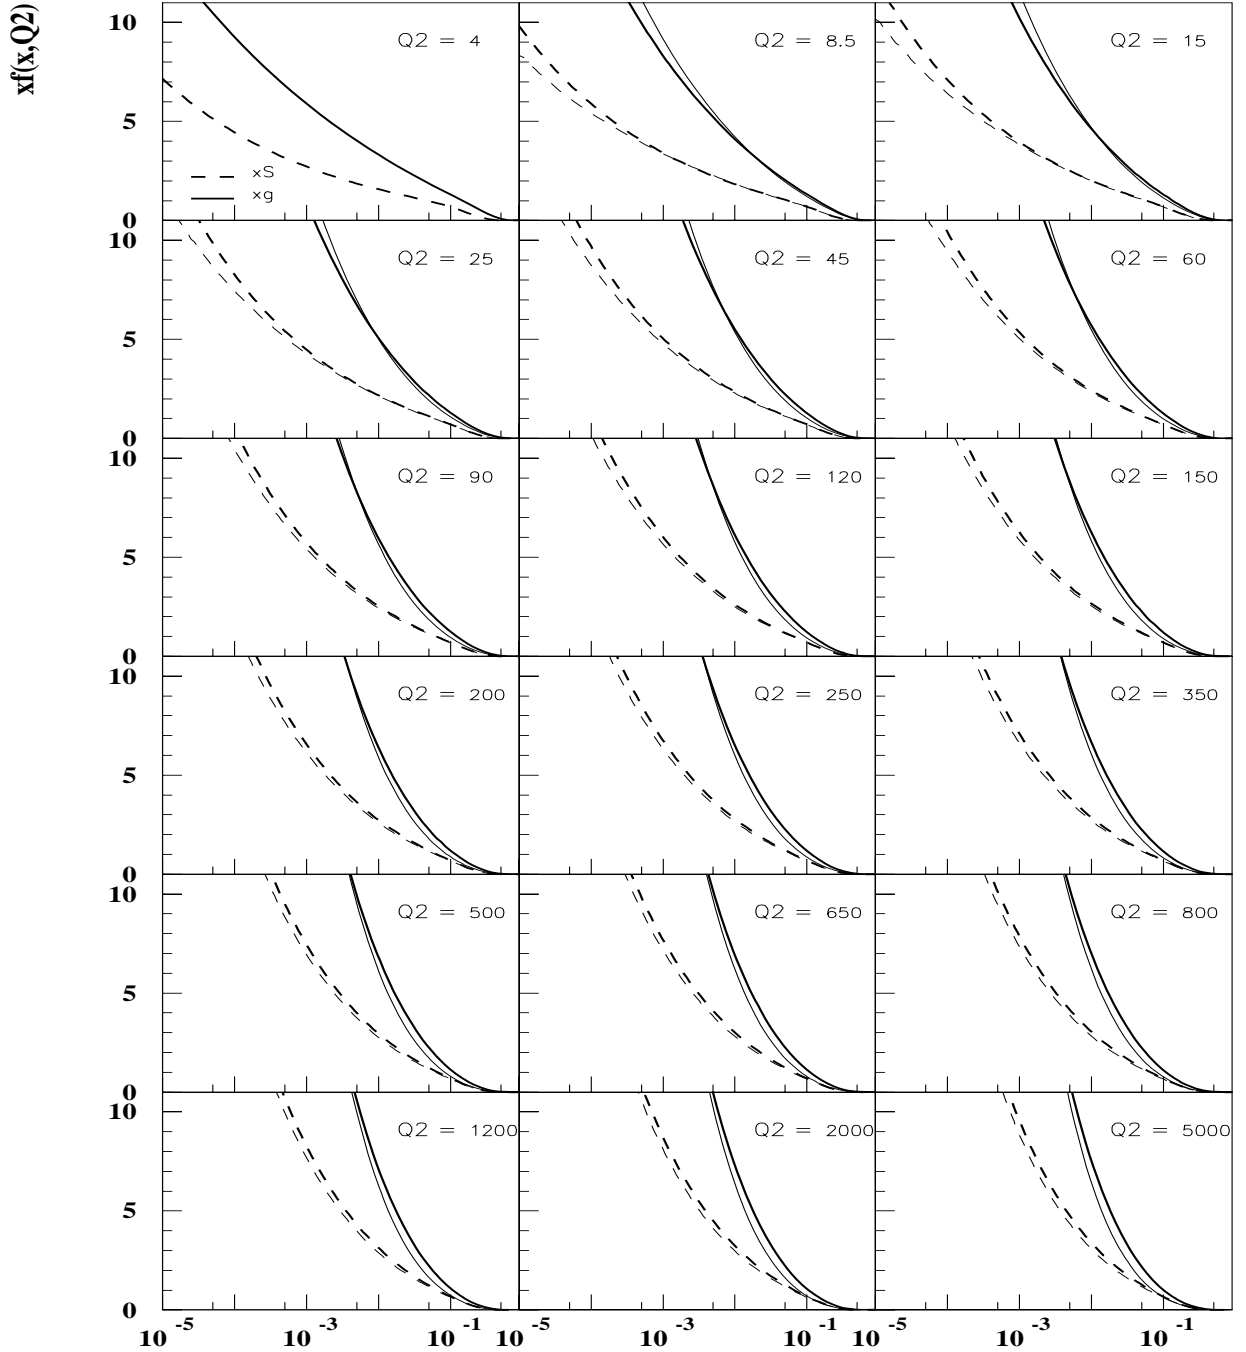 xf(x,Q2)
10
5
0
Q2 = 4
xS
xg
Q2 = 8.5
Q2 = 15
10
5
0
Q2 = 25
Q2 = 45
Q2 = 60
10
5
0
Q2 = 90
Q2 = 120
Q2 = 150
10
5
0
Q2 = 200
Q2 = 250
Q2 = 350
10
5
0
Q2 = 500
Q2 = 650
Q2 = 800
10
5
0
Q2 = 1200
Q2 = 2000
Q2 = 5000
10 -5 10 -3 10 -1 10 -5 10 -3 10 -1 10 -5 10 -3 10 -1